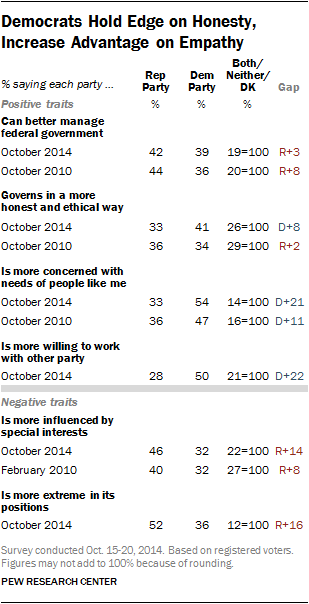 Democrats Hold Edge on Honesty,
Increase Advantage on Empathy
% saying each party ... Rep Party Dem Party Both/ Neither/ DK Gap
Positive traits % % %
Can better manage
federal government
October 2014 42 39 19=100 R+3
October 2010 44 36 20=100 R+8
Governs in a more
honest and ethical way
October 2014 33 41 26=100 D+8
October 2010 36 34 29=100 R+2
Is more concerned with
needs of people like me
October 2014 33 54 14=100 D+21
October 2010 36 47 16=100 D+11
Is more willing to work
with other party
October 2014 28 50 21=100 D+22
Negative traits
Is more influenced by
special interests
October 2014 46 32 22=100 R+14
February 2010 40 32 27=100 R+8
Is more extreme in its
positions
October 2014 52 36 12=100 R+16
Survey conducted Oct. 15-20, 2014. Based on registered voters.
Figures may not add to 100% because of rounding.
PEW RESEARCH CENTER